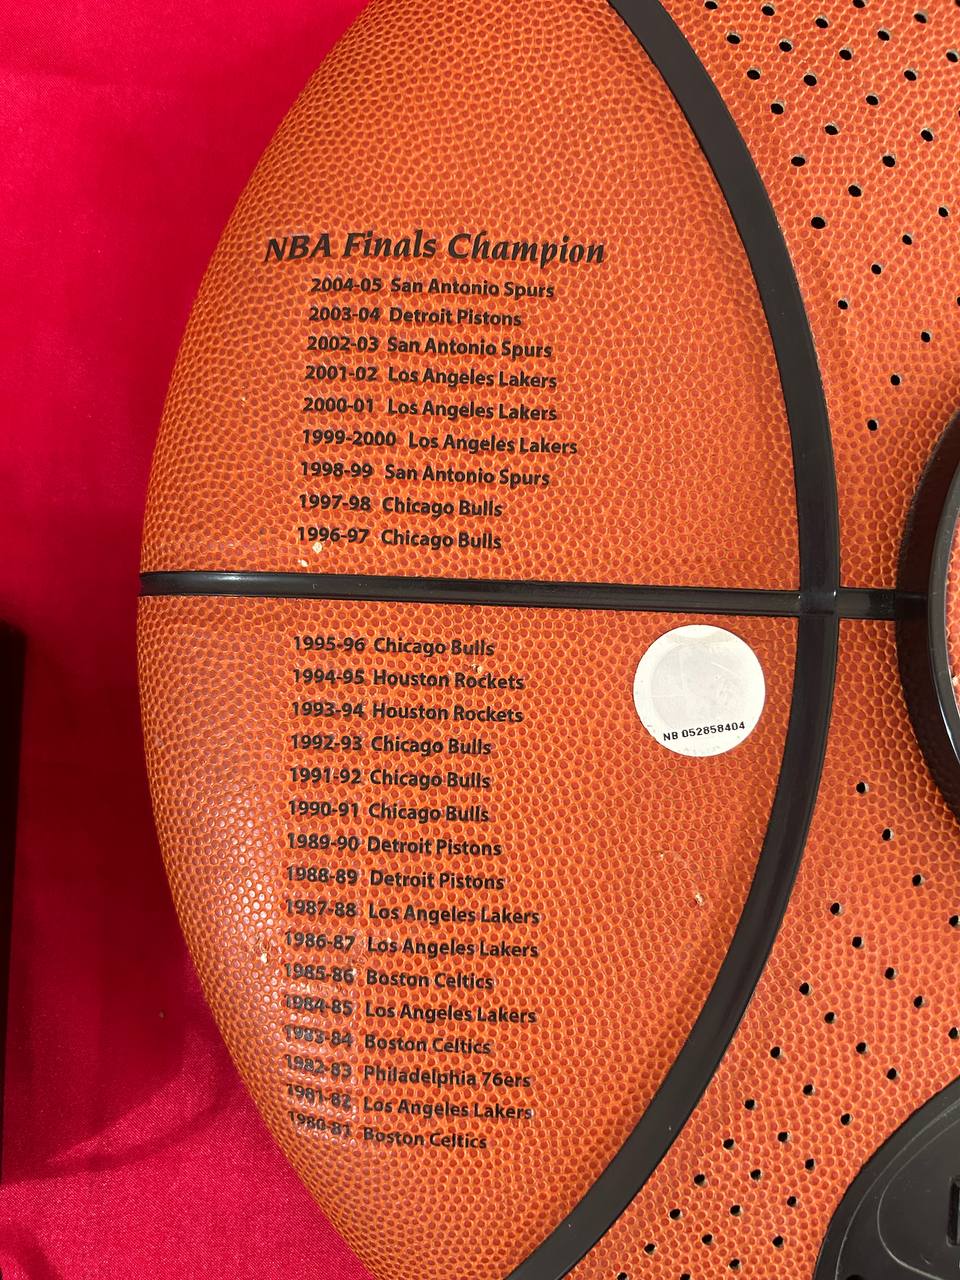 NBA Finals Champion
2004-05 San Antonio Spurs
2003-04 Detroit Pistons
2002-03 San Antonio Spurs
2001-02 Los Angeles Lakers
2000-01 Los Angeles Lakers
1999-2000 Los Angeles Lakers
1998-99 San Antonio Spurs
1997-98 Chicago Bulls
1996-97 Chicago Bulls
1995-96 Chicago Bulls
1994-95 Houston Rockets
1993-94 Houston Rockets
1992-93 Chicago Bulls
1991-92 Chicago Bulls
1990-91 Chicago Bulls
1989-90 Detroit Pistons
1988-89 Detroit Pistons
1987-88 Los Angeles Lakers
1986-87 Los Angeles Lakers
1985-86 Boston Celtics
1984-85 Los Angeles Lakers
1983-84 Boston Celtics
1982-83 Philadelphia 76ers
1981-82 Los Angeles Lakers
1980-81 Boston Celtics
NB 052858404